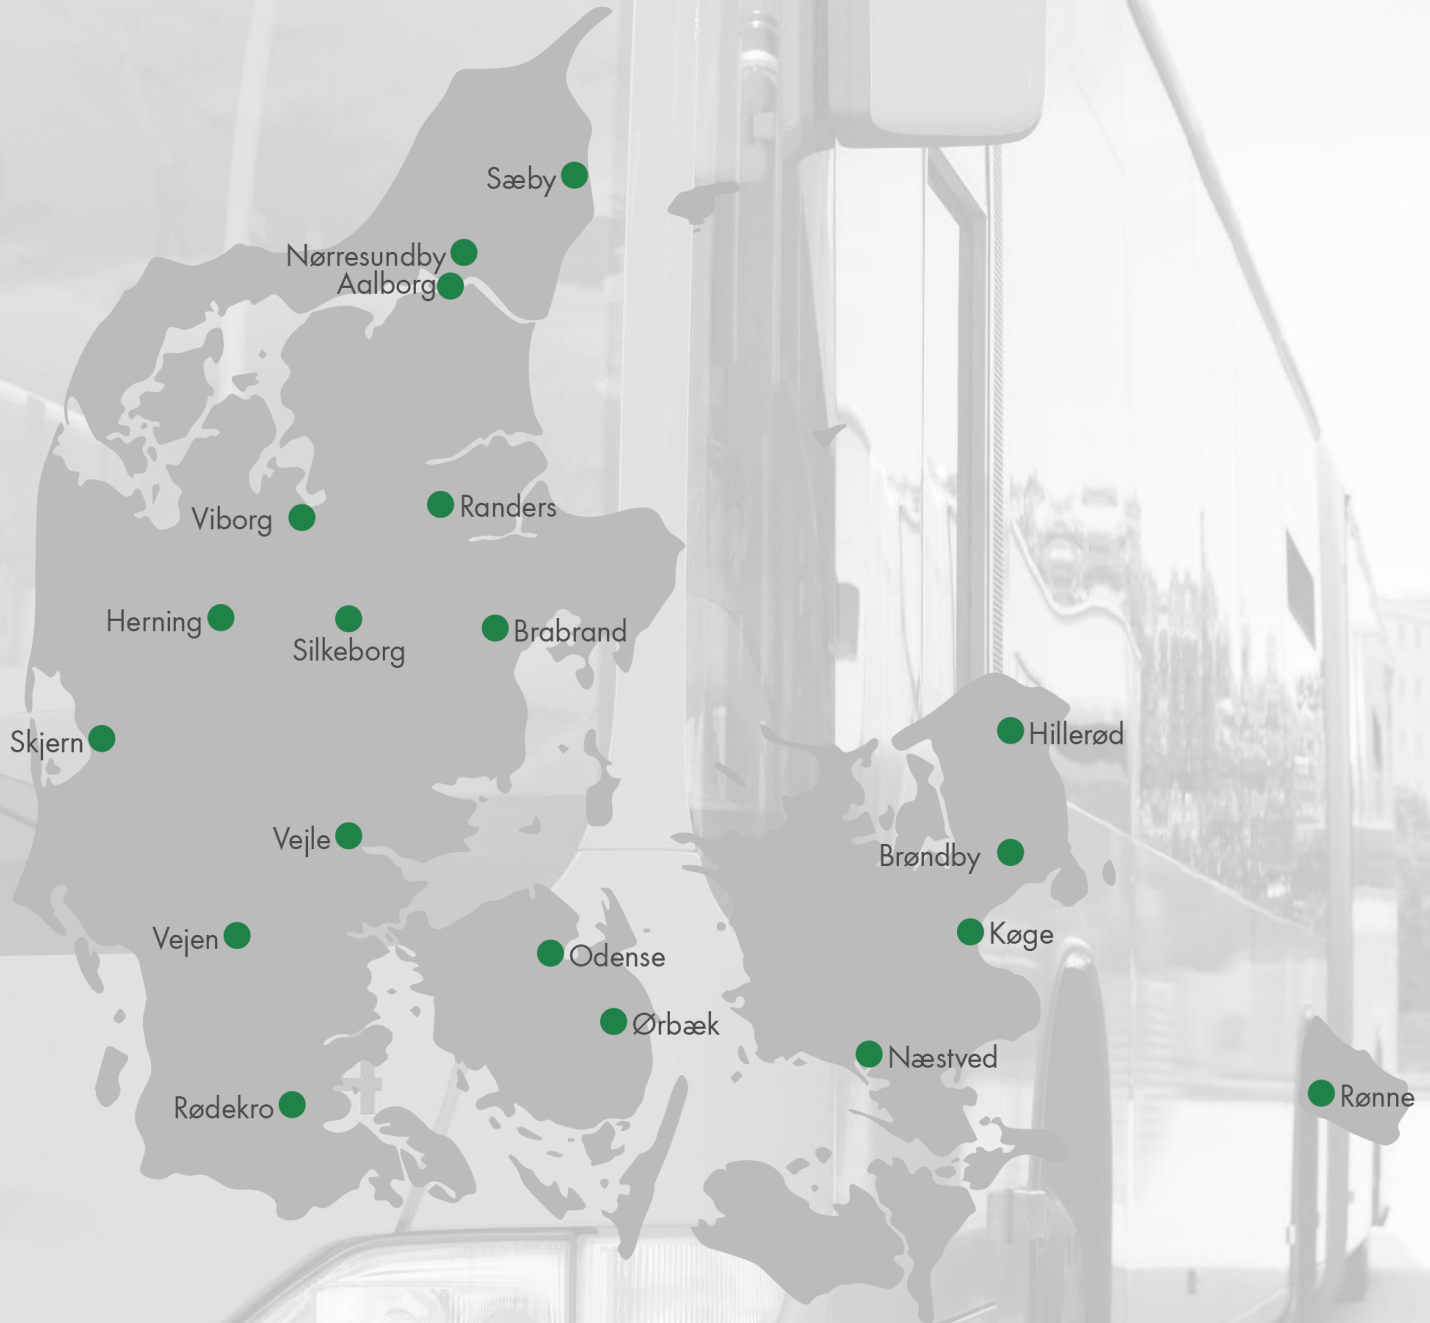 Sæby
Nørresundby
Aalborg
Randers
Viborg
Herning
Silkeborg
Brabrand
Skjern
Hillerød
Vejle
Brøndby
Vejen
Køge
Odense
Ørbæk
Næstved
Rødekro
Rønne